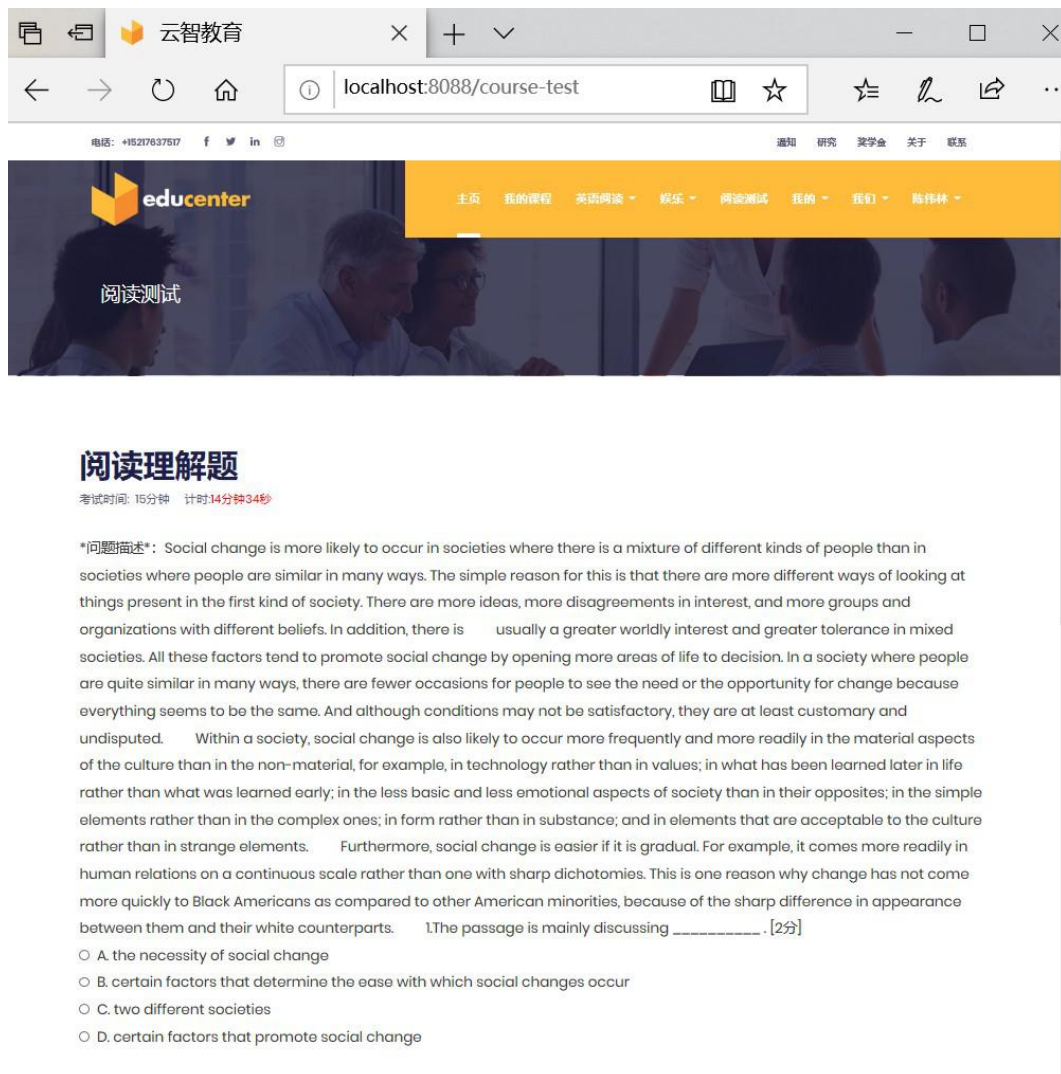 云智教育
localhost:8088/course-test
电话: +15217637517 f in
通知 研究 奖学金 关于 联系
educenter
主页 我的课程 英语阅读 娱乐 阅读测试 我的 我们 陈伟林
阅读测试
阅读理解题
考试时间: 15分钟 计时:14分钟34秒
*问题描述*: Social change is more likely to occur in societies where there is a mixture of different kinds of people than in
societies where people are similar in many ways. The simple reason for this is that there are more different ways of looking at
things present in the first kind of society. There are more ideas, more disagreements in interest, and more groups and
organizations with different beliefs. In addition, there is usually a greater worldly interest and greater tolerance in mixed
societies. All these factors tend to promote social change by opening more areas of life to decision. In a society where people
are quite similar in many ways, there are fewer occasions for people to see the need or the opportunity for change because
everything seems to be the same. And although conditions may not be satisfactory, they are at least customary and
undisputed. Within a society, social change is also likely to occur more frequently and more readily in the material aspects
of the culture than in the non-material, for example, in technology rather than in values; in what has been learned later in life
rather than what was learned early; in the less basic and less emotional aspects of society than in their opposites; in the simple
elements rather than in the complex ones; in form rather than in substance; and in elements that are acceptable to the culture
rather than in strange elements. Furthermore, social change is easier if it is gradual. For example, it comes more readily in
human relations on a continuous scale rather than one with sharp dichotomies. This is one reason why change has not come
more quickly to Black Americans as compared to other American minorities, because of the sharp difference in appearance
between them and their white counterparts. 1.The passage is mainly discussing __________ . [2分]
A. the necessity of social change
B. certain factors that determine the ease with which social changes occur
C. two different societies
D. certain factors that promote social change